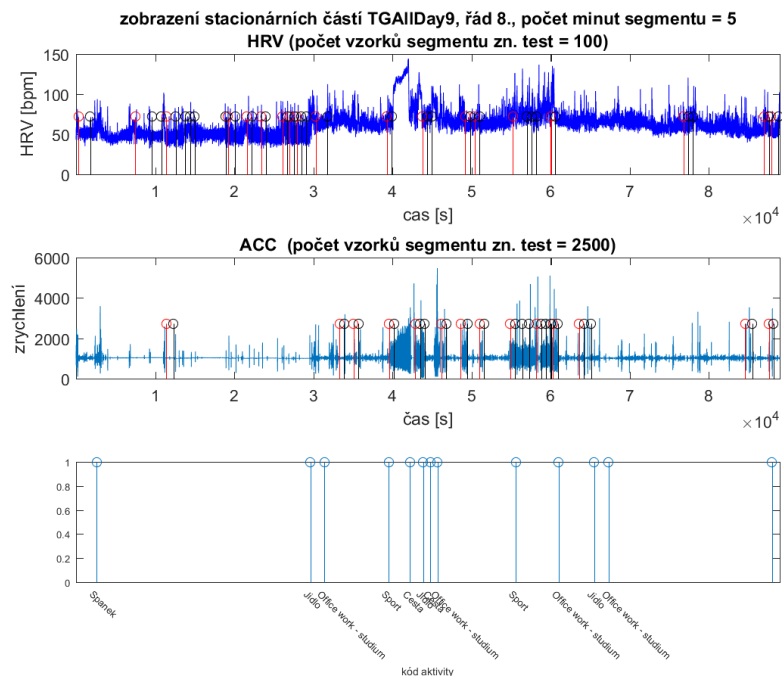 zobrazení stacionárních částí TGAllDay9, řád 8., počet minut segmentu = 5
HRV (počet vzorků segmentu zn. test = 100)
150
100
50
0
HRV [bpm]
1 2 3 4 5 6 7 8
cas [s]
×10⁴
ACC (počet vzorků segmentu zn. test = 2500)
6000
4000
2000
0
zrychlení
1 2 3 4 5 6 7 8
čas [s]
×10⁴
1
0.8
0.6
0.4
0.2
0
Spanek
Jidlo
Office work - studium
Sport
Cesta
Jidlo
Cesta
Office work - studium
Sport
Office work - studium
Jidlo
Office work - studium
kód aktivity